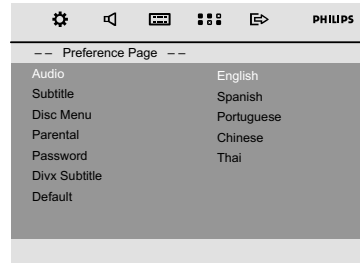 PHILIPS
-- Preference Page --
Audio English
Subtitle Spanish
Disc Menu Portuguese
Parental Chinese
Password Thai
Divx Subtitle
Default